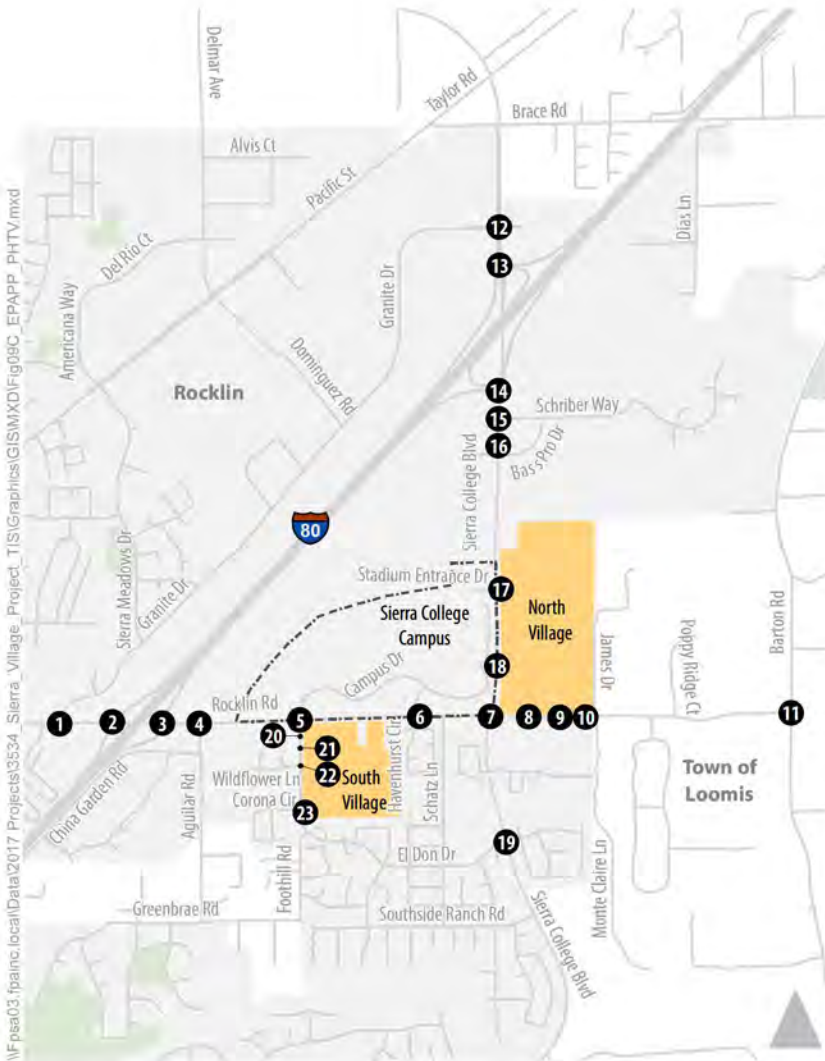 \\Fpsa03.fpainc.local\Data\2017 Projects\3534_Sierra_Village_Project_TIS\Graphics\GIS\MXD\Fig09C_EPAPP_PHTV.mxd
Delmar Ave
Taylor Rd
Brace Rd
Alvis Ct
Pacific St
Dias Ln
Del Rio Ct
12
Granite Dr
13
Americana Way
Dominguez Rd
Rocklin
14
Schriber Way
15
16
Bass Pro Dr
Sierra College Blvd
80
Sierra Meadows Dr
Granite Dr
Stadium Entrance Dr
17
Sierra College
Campus
North
Village
James Dr
Poppy Ridge Ct
Barton Rd
18
Campus Dr
Rocklin Rd
1
2
3
4
5
6
7
8
9
10
11
20
21
22
South
Village
Wildflower Ln
Corona Cir
23
Havenhurst Cir
Schatz Ln
Town of
Loomis
China Garden Rd
Aguilar Rd
Foothill Rd
El Don Dr
19
Monte Claire Ln
Greenbrae Rd
Southside Ranch Rd
Sierra College Blvd